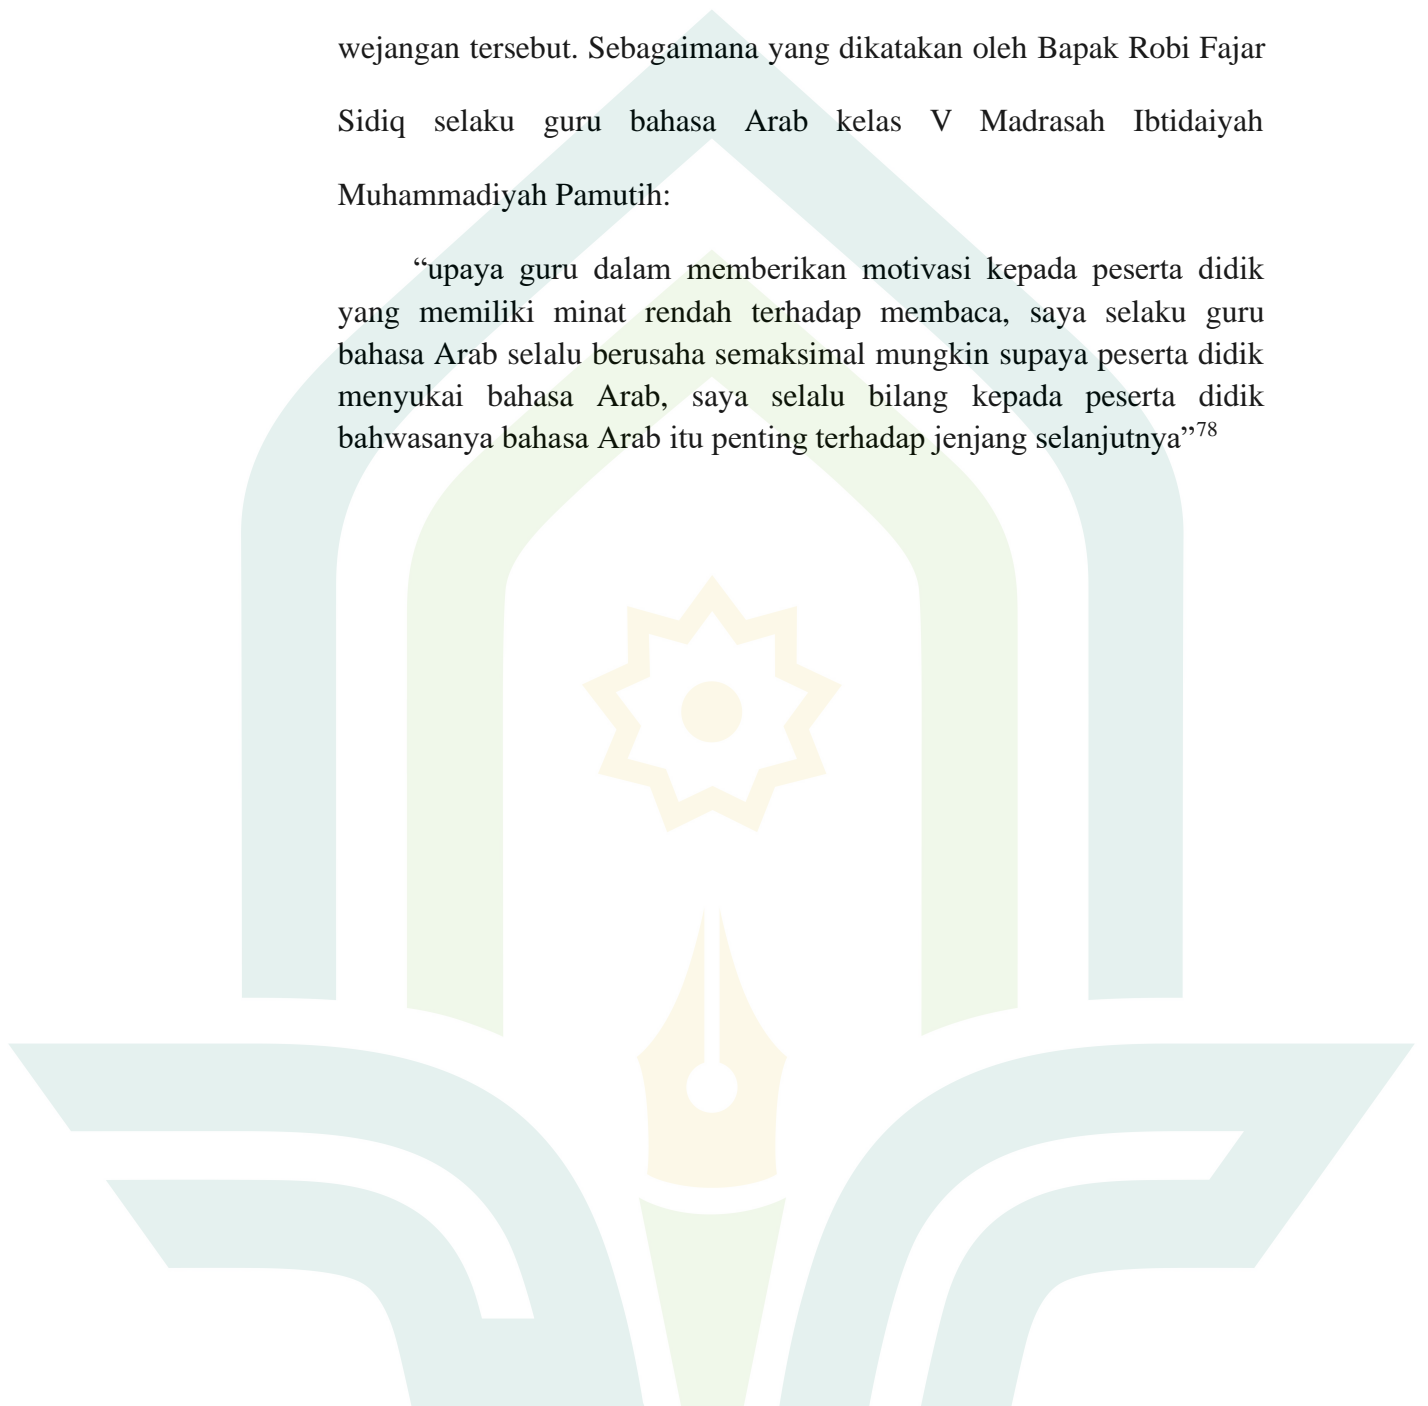 wejangan tersebut. Sebagaimana yang dikatakan oleh Bapak Robi Fajar
Sidiq selaku guru bahasa Arab kelas V Madrasah Ibtidaiyah
Muhammadiyah Pamutih:
“upaya guru dalam memberikan motivasi kepada peserta didik
yang memiliki minat rendah terhadap membaca, saya selaku guru
bahasa Arab selalu berusaha semaksimal mungkin supaya peserta didik
menyukai bahasa Arab, saya selalu bilang kepada peserta didik
bahwasanya bahasa Arab itu penting terhadap jenjang selanjutnya”78